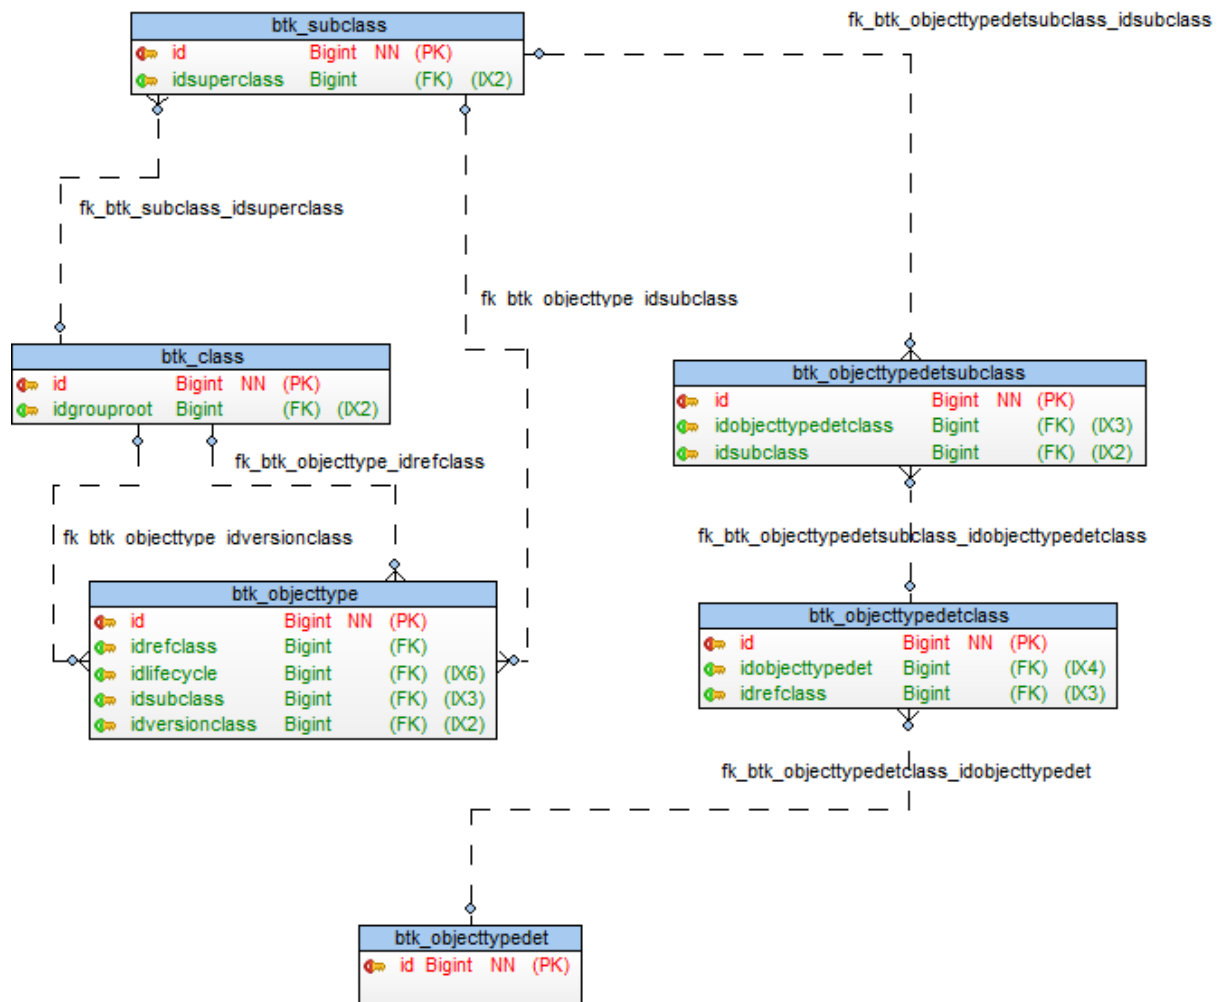 fk_btk_objecttypedetsubclass_idsubclass
btk_subclass
id Bigint NN (PK)
idsuperclass Bigint (FK) (IX2)
fk_btk_subclass_idsuperclass
fk_btk_objecttype_idsubclass
btk_class
id Bigint NN (PK)
idgrouproot Bigint (FK) (IX2)
btk_objecttypedetsubclass
id Bigint NN (PK)
idobjecttypedetclass Bigint (FK) (IX3)
idsubclass Bigint (FK) (IX2)
fk_btk_objecttype_idrefclass
fk_btk_objecttype_idversionclass
fk_btk_objecttypedetsubclass_idobjecttypedetclass
btk_objecttype
id Bigint NN (PK)
idrefclass Bigint (FK)
idlifecycle Bigint (FK) (IX6)
idsubclass Bigint (FK) (IX3)
idversionclass Bigint (FK) (IX2)
btk_objecttypedetclass
id Bigint NN (PK)
idobjecttypedet Bigint (FK) (IX4)
idrefclass Bigint (FK) (IX3)
fk_btk_objecttypedetclass_idobjecttypedet
btk_objecttypedet
id Bigint NN (PK)